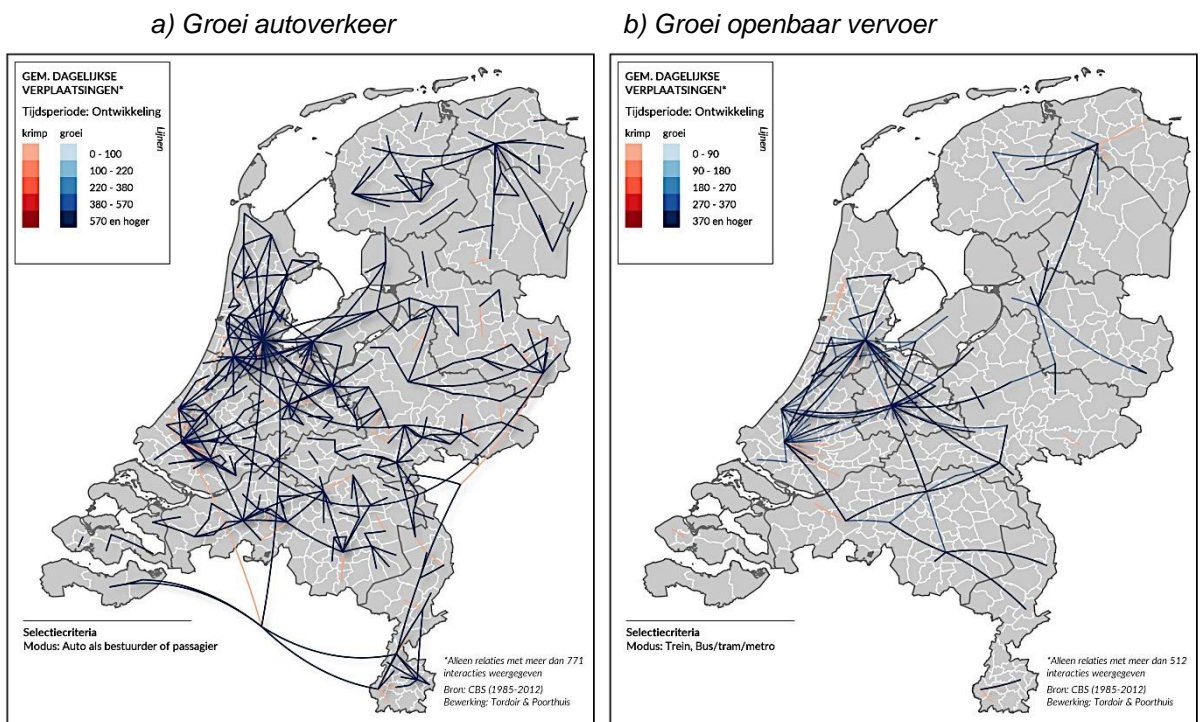 a) Groei autoverkeer
b) Groei openbaar vervoer
GEM. DAGELIJKSE
VERPLAATSINGEN*
Tijdsperiode: Ontwikkeling
krimp groei Lijnen
0 - 100
100 - 220
220 - 380
380 - 570
570 en hoger
Selectiecriteria
Modus: Auto als bestuurder of passagier
*Alleen relaties met meer dan 771
interacties weergegeven
Bron: CBS (1985-2012)
Bewerking: Tordoir & Poorthuis
GEM. DAGELIJKSE
VERPLAATSINGEN*
Tijdsperiode: Ontwikkeling
krimp groei Lijnen
0 - 90
90 - 180
180 - 270
270 - 370
370 en hoger
Selectiecriteria
Modus: Trein, Bus/tram/metro
*Alleen relaties met meer dan 512
interacties weergegeven
Bron: CBS (1985-2012)
Bewerking: Tordoir & Poorthuis